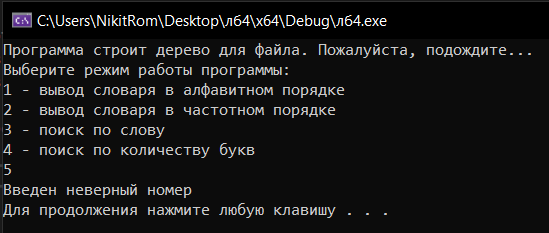 C:\Users\NikitRom\Desktop\л64\x64\Debug\л64.exe
Программа строит дерево для файла. Пожалуйста, подождите...
Выберите режим работы программы:
1 - вывод словаря в алфавитном порядке
2 - вывод словаря в частотном порядке
3 - поиск по слову
4 - поиск по количеству букв
5
Введен неверный номер
Для продолжения нажмите любую клавишу . . .